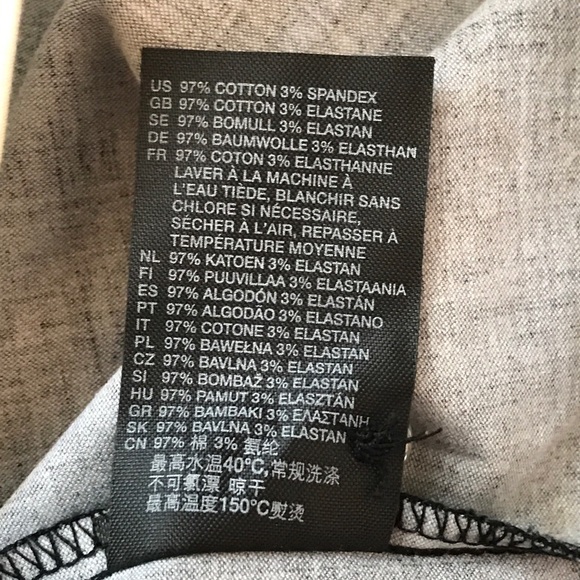 US 97% COTTON 3% SPANDEX
GB 97% COTTON 3% ELASTANE
SE 97% BOMULL 3% ELASTAN
DE 97% BAUMWOLLE 3% ELASTHAN
FR 97% COTON 3% ELASTHANNE
LAVER À LA MACHINE À
L'EAU TIÈDE, BLANCHIR SANS
CHLORE SI NÉCESSAIRE,
SÉCHER À L'AIR, REPASSER À
TEMPÉRATURE MOYENNE
NL 97% KATOEN 3% ELASTAN
FI 97% PUUVILLAA 3% ELASTAANIA
ES 97% ALGODÓN 3% ELASTÁN
PT 97% ALGODÃO 3% ELASTANO
IT 97% COTONE 3% ELASTAN
PL 97% BAWEŁNA 3% ELASTAN
CZ 97% BAVLNA 3% ELASTAN
SI 97% BOMBAŽ 3% ELASTAN
HU 97% PAMUT 3% ELASZTÁN
GR 97% ΒΑΜΒΑΚΙ 3% ΕΛΑΣΤΑΝΗ
SK 97% BAVLNA 3% ELASTAN
CN 97% 棉 3% 氨纶
最高水温40°C,常规洗涤
不可氯漂 晾干
最高温度150°C熨烫